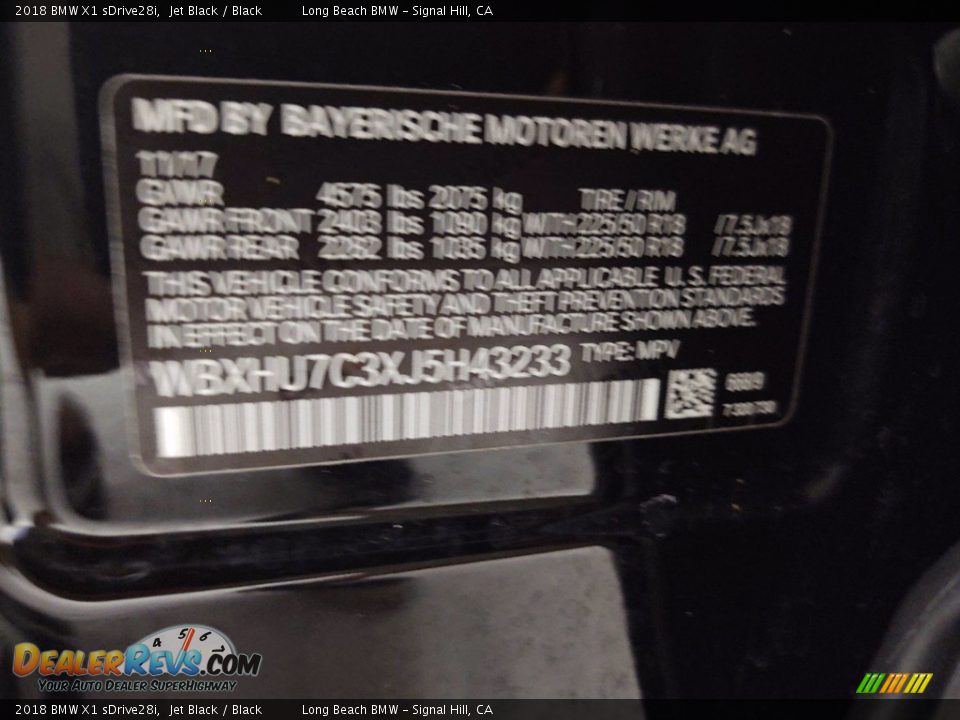 2018 BMW X1 sDrive28i, Jet Black / Black Long Beach BMW - Signal Hill, CA
MFD BY BAYERISCHE MOTOREN WERKE AG
11/17
GAWR 4575 lbs 2075 kg TIRE / RIM
GAWR FRONT 2403 lbs 1090 kg WITH 225/50 R18 /7.5Jx18
GAWR REAR 2282 lbs 1035 kg WITH 225/50 R18 /7.5Jx18
THIS VEHICLE CONFORMS TO ALL APPLICABLE U.S. FEDERAL
MOTOR VEHICLE SAFETY AND THEFT PREVENTION STANDARDS
IN EFFECT ON THE DATE OF MANUFACTURE SHOWN ABOVE.
WBXHU7C3XJ5H43233 TYPE: MPV
4 5 6
DEALERREVS.COM
YOUR AUTO DEALER SUPERHIGHWAY
2018 BMW X1 sDrive28i, Jet Black / Black Long Beach BMW - Signal Hill, CA